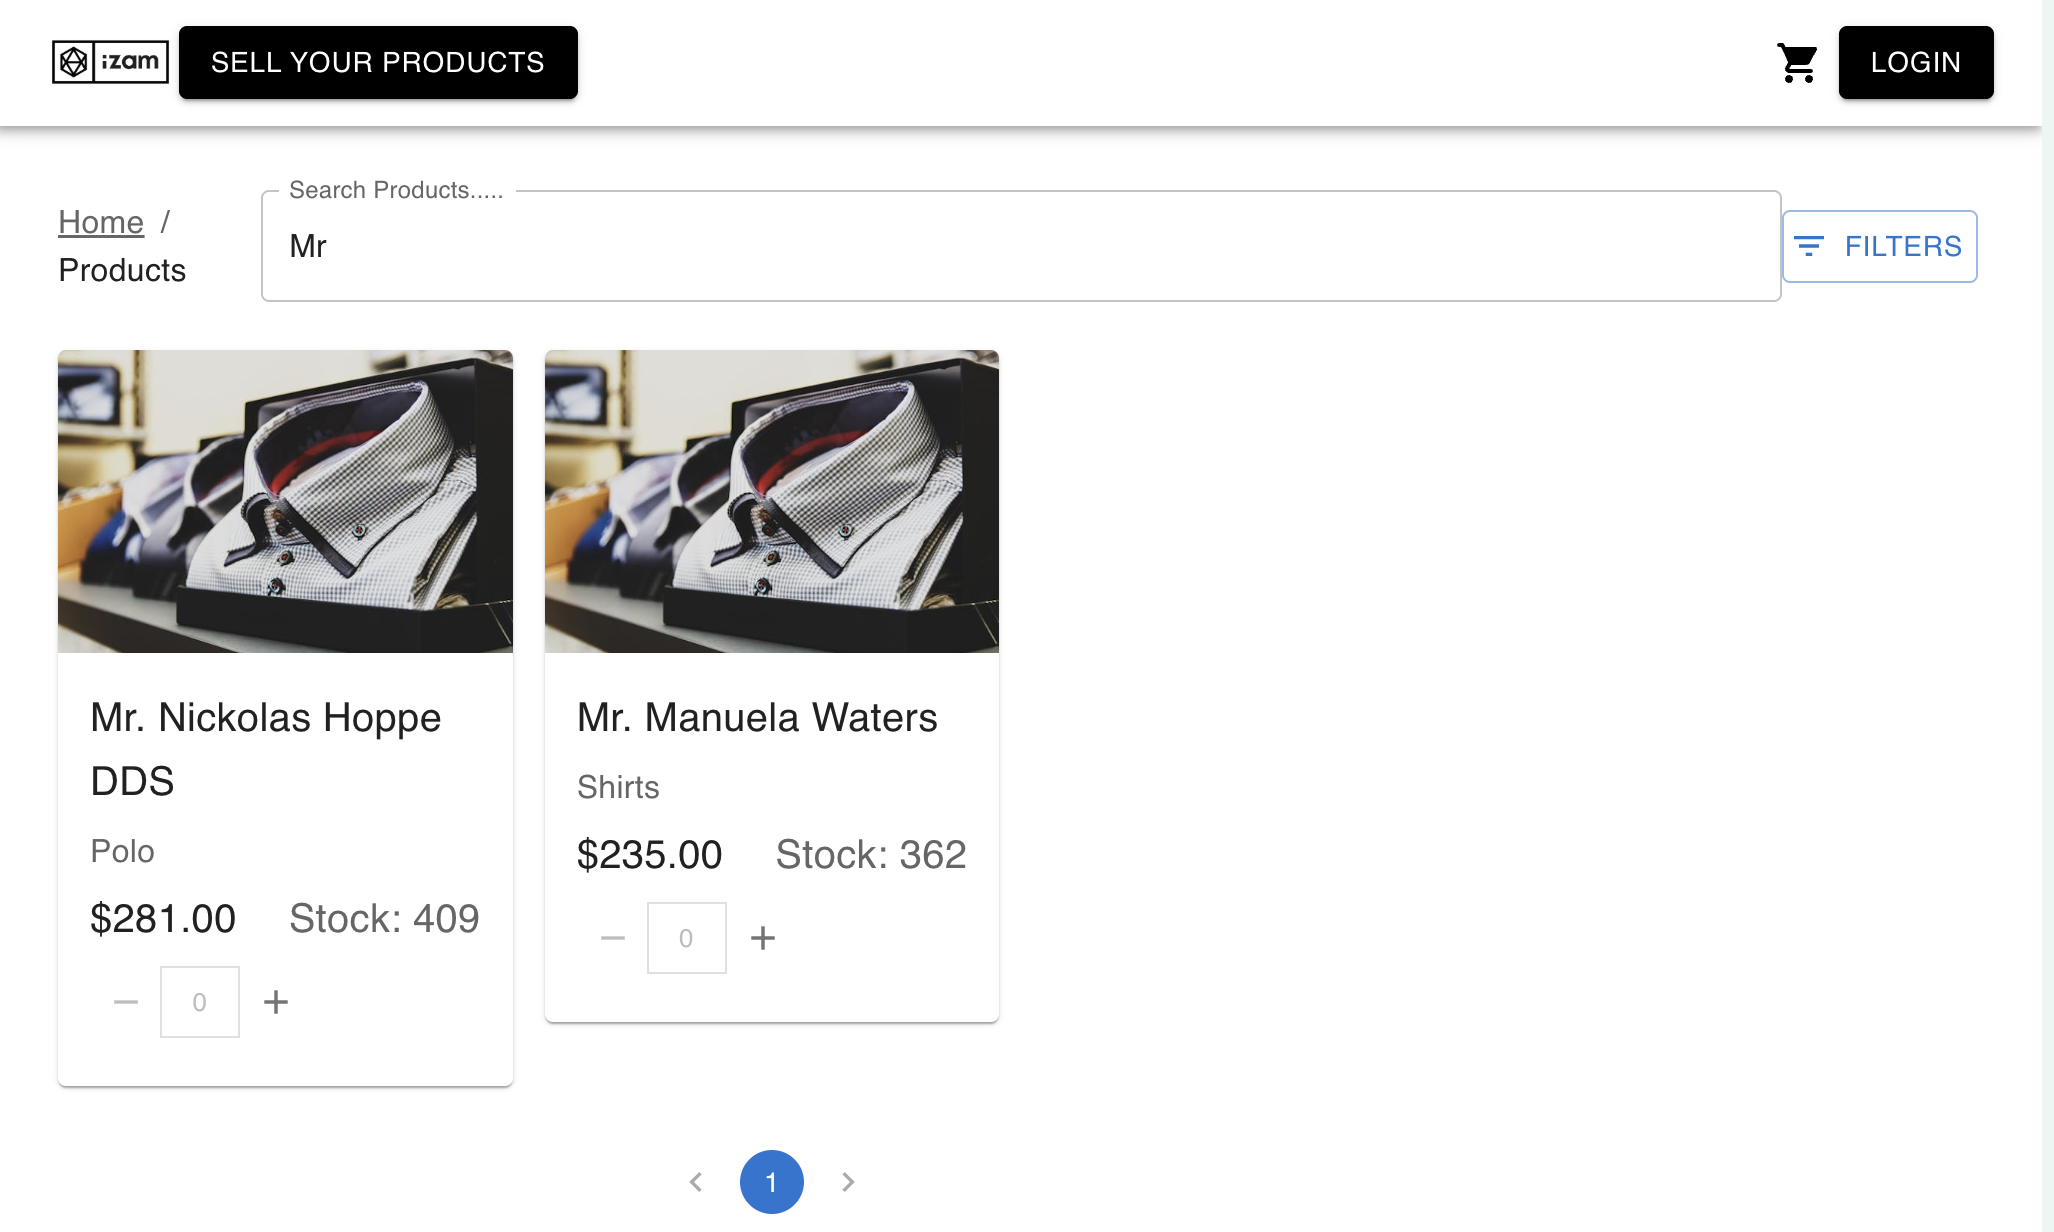 izam
SELL YOUR PRODUCTS
LOGIN
Home /
Products
Search Products.....
Mr
FILTERS
Mr. Nickolas Hoppe
DDS
Polo
$281.00 Stock: 409
0
Mr. Manuela Waters
Shirts
$235.00 Stock: 362
0
1